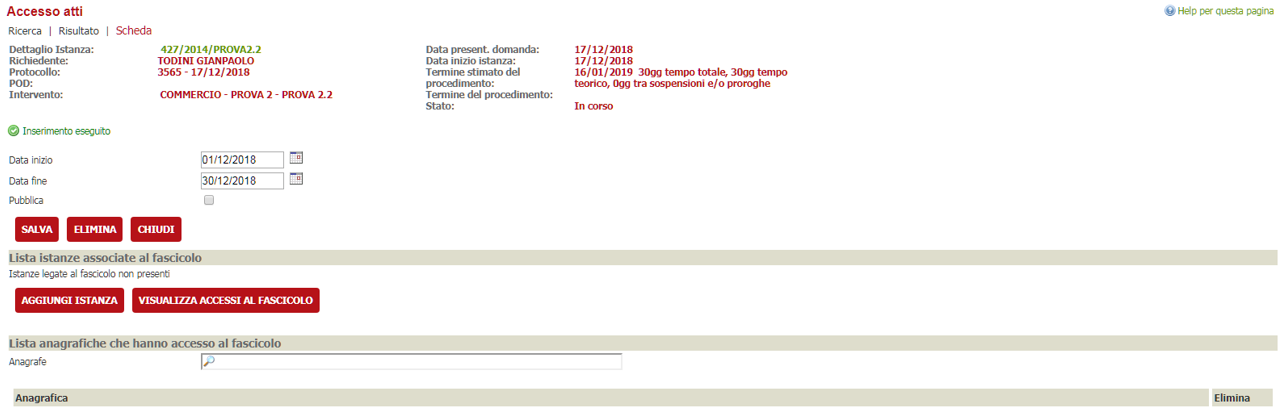 Accesso atti
Help per questa pagina
Ricerca | Risultato | Scheda
Dettaglio Istanza: 427/2014/PROVA2.2
Richiedente: TODINI GIANPAOLO
Protocollo: 3565 - 17/12/2018
POD:
Intervento: COMMERCIO - PROVA 2 - PROVA 2.2
Data present. domanda: 17/12/2018
Data inizio istanza: 17/12/2018
Termine stimato del procedimento: 16/01/2019 30gg tempo totale, 30gg tempo teorico, 0gg tra sospensioni e/o proroghe
Termine del procedimento:
Stato: In corso
Inserimento eseguito
Data inizio 01/12/2018
Data fine 30/12/2018
Pubblica
SALVA ELIMINA CHIUDI
Lista istanze associate al fascicolo
Istanze legate al fascicolo non presenti
AGGIUNGI ISTANZA VISUALIZZA ACCESSI AL FASCICOLO
Lista anagrafiche che hanno accesso al fascicolo
Anagrafe
Anagrafica Elimina